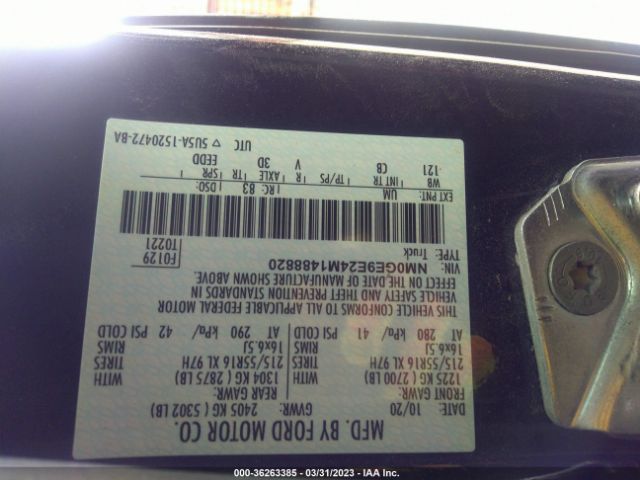 MFD. BY FORD MOTOR CO.
DATE: 10/20 GVWR: 2405 KG ( 5302 LB)
FRONT GAWR: REAR GAWR:
1225 KG ( 2700 LB) 1304 KG ( 2875 LB)
WITH WITH
215/55R16 XL 97H TIRES 215/55R16 XL 97H TIRES
16x6.5J RIMS 16x6.5J RIMS
AT 280 kPa/ 41 PSI COLD AT 290 kPa/ 42 PSI COLD
THIS VEHICLE CONFORMS TO ALL APPLICABLE FEDERAL MOTOR
VEHICLE SAFETY AND THEFT PREVENTION STANDARDS IN
EFFECT ON THE DATE OF MANUFACTURE SHOWN ABOVE.
VIN: NM0GE9E24M1488820 F0129
TYPE: Truck T0221
EXT PNT: UM RC: 83 DSO:
WB INT TR TP/PS R AXLE TR SPR
121 CB V 3D EEDD
UTC ▽ 5U5A-1520472-BA
000-36263385 - 03/31/2023 - IAA Inc.